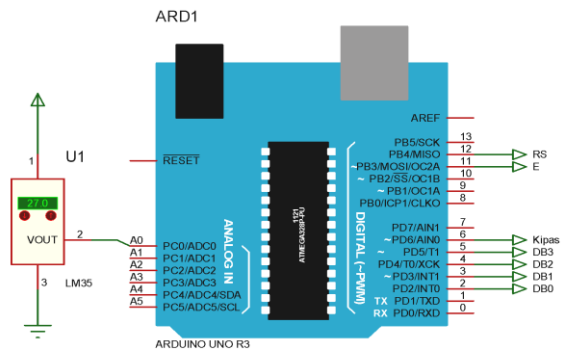 ARD1
U1
1
27.0
VOUT
2
3
LM35
RESET
A0
A1
A2
A3
A4
A5
PC0/ADC0
PC1/ADC1
PC2/ADC2
PC3/ADC3
PC4/ADC4/SDA
PC5/ADC5/SCL
ANALOG IN
1121
ATMEGA328P-PU
DIGITAL (~PWM)
AREF
PB5/SCK 13
PB4/MISO 12 RS
~PB3/MOSI/OC2A 11 E
~ PB2/SS/OC1B 10
~ PB1/OC1A 9
PB0/ICP1/CLKO 8
PD7/AIN1 7
~ PD6/AIN0 6 Kipas
~ PD5/T1 5 DB3
PD4/T0/XCK 4 DB2
~ PD3/INT1 3 DB1
PD2/INT0 2 DB0
TX PD1/TXD 1
RX PD0/RXD 0
ARDUINO UNO R3